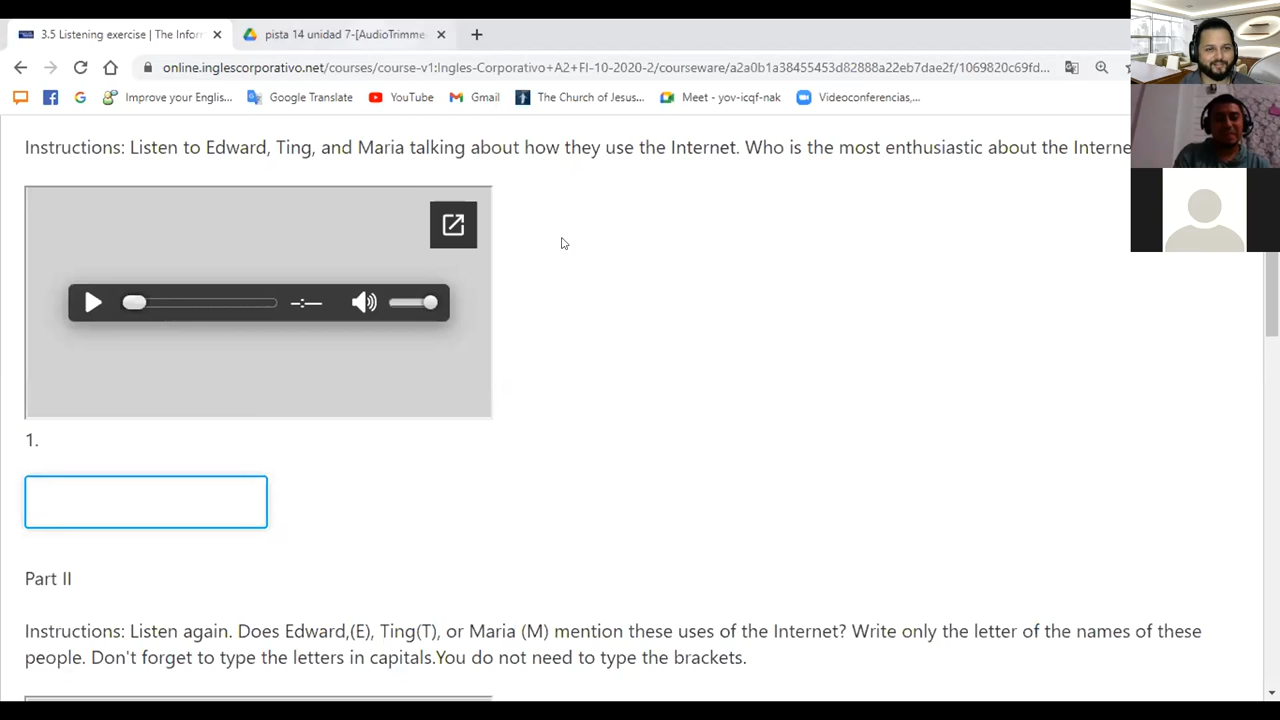 3.5 Listening exercise | The Infor
pista 14 unidad 7-[AudioTrimme
online.inglescorporativo.net/courses/course-v1:Ingles-Corporativo+A2+FI-10-2020-2/courseware/a2a0b1a38455453d82888a22eb7dae2f/1069820c69fd...
Improve your Englis...
Google Translate
YouTube
Gmail
The Church of Jesus...
Meet - yov-icqf-nak
Videoconferencias,...
Instructions: Listen to Edward, Ting, and Maria talking about how they use the Internet. Who is the most enthusiastic about the Interne
-:--
1.
Part II
Instructions: Listen again. Does Edward,(E), Ting(T), or Maria (M) mention these uses of the Internet? Write only the letter of the names of these
people. Don't forget to type the letters in capitals.You do not need to type the brackets.